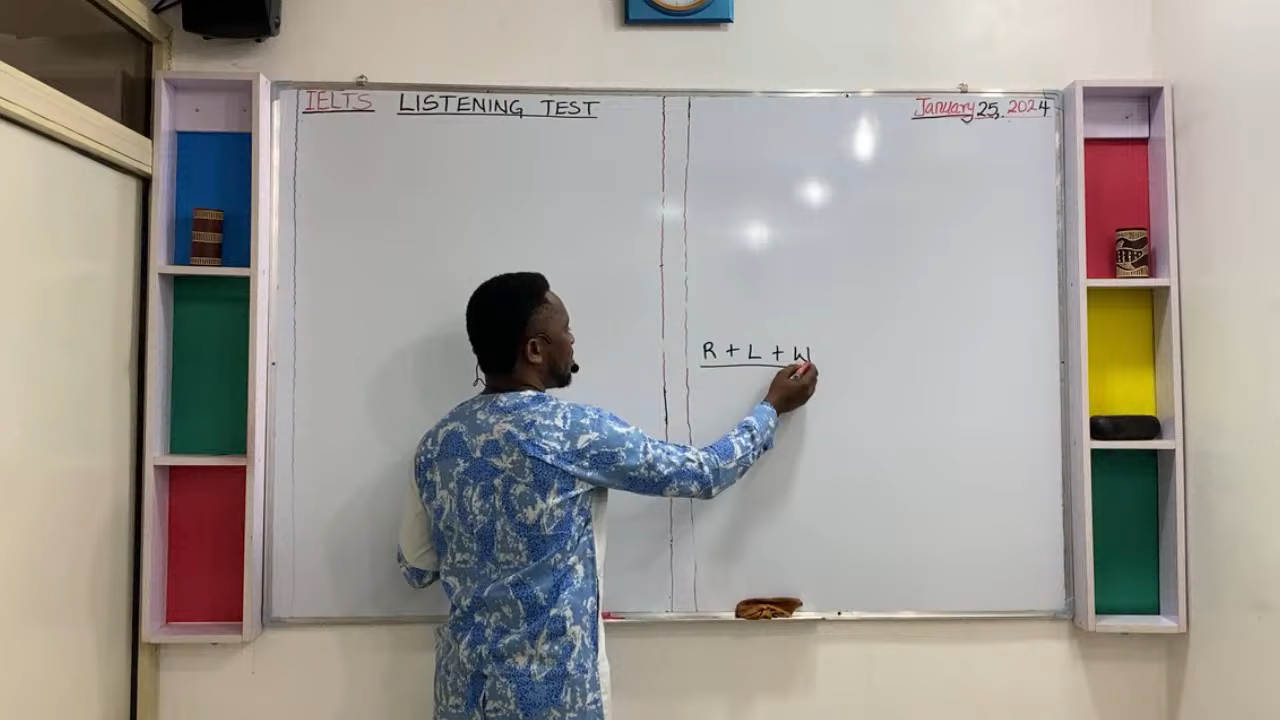 IELTS LISTENING TEST
January 25, 2024
R + L + W